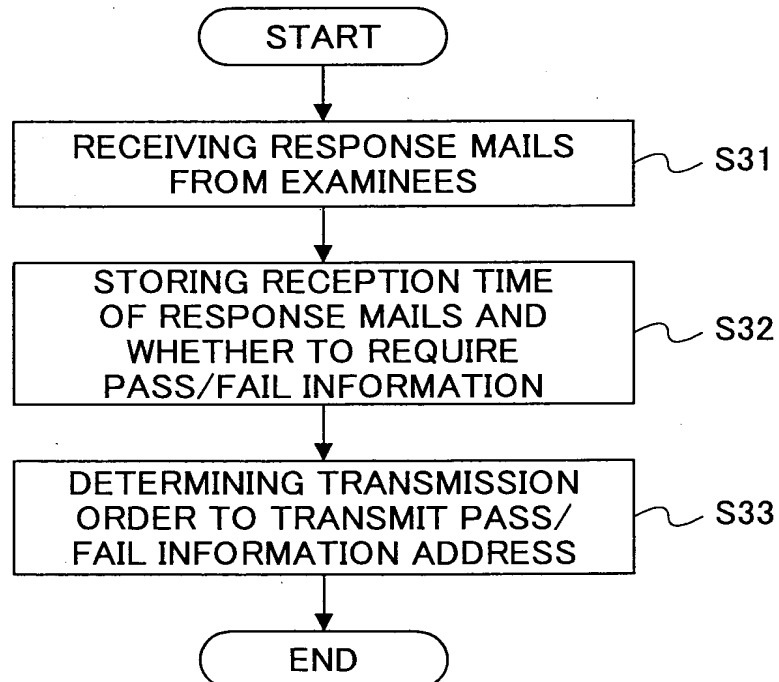 START
RECEIVING RESPONSE MAILS
FROM EXAMINEES
S31
STORING RECEPTION TIME
OF RESPONSE MAILS AND
WHETHER TO REQUIRE
PASS/FAIL INFORMATION
S32
DETERMINING TRANSMISSION
ORDER TO TRANSMIT PASS/
FAIL INFORMATION ADDRESS
S33
END